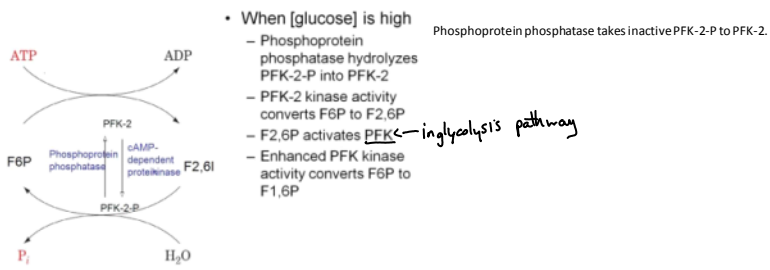 • When [glucose] is high
– Phosphoprotein
phosphatase hydrolyzes
PFK-2-P into PFK-2
– PFK-2 kinase activity
converts F6P to F2,6P
– F2,6P activates PFK
in glycolysis pathway
– Enhanced PFK kinase
activity converts F6P to
F1,6P
Phosphoprotein phosphatase takes inactive PFK-2-P to PFK-2.
ATP
ADP
PFK-2
Phosphoprotein
phosphatase
cAMP-
dependent
proteinkinase
F6P
F2,6I
PFK-2-P
Pi
H₂O